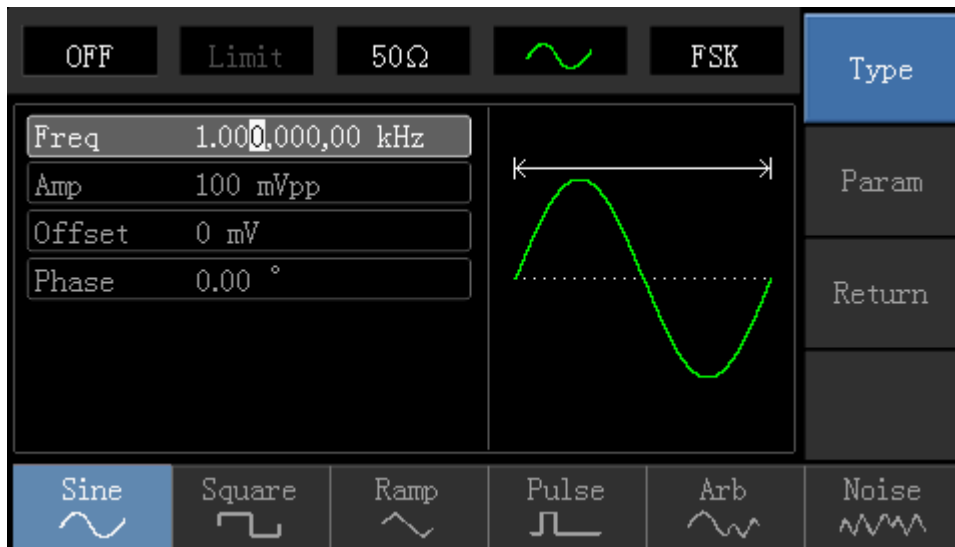 OFF Limit 50Ω FSK Type
Freq 1.000,000,00 kHz
Amp 100 mVpp
Param
Offset 0 mV
Phase 0.00 °
Return
Sine Square Ramp Pulse Arb Noise